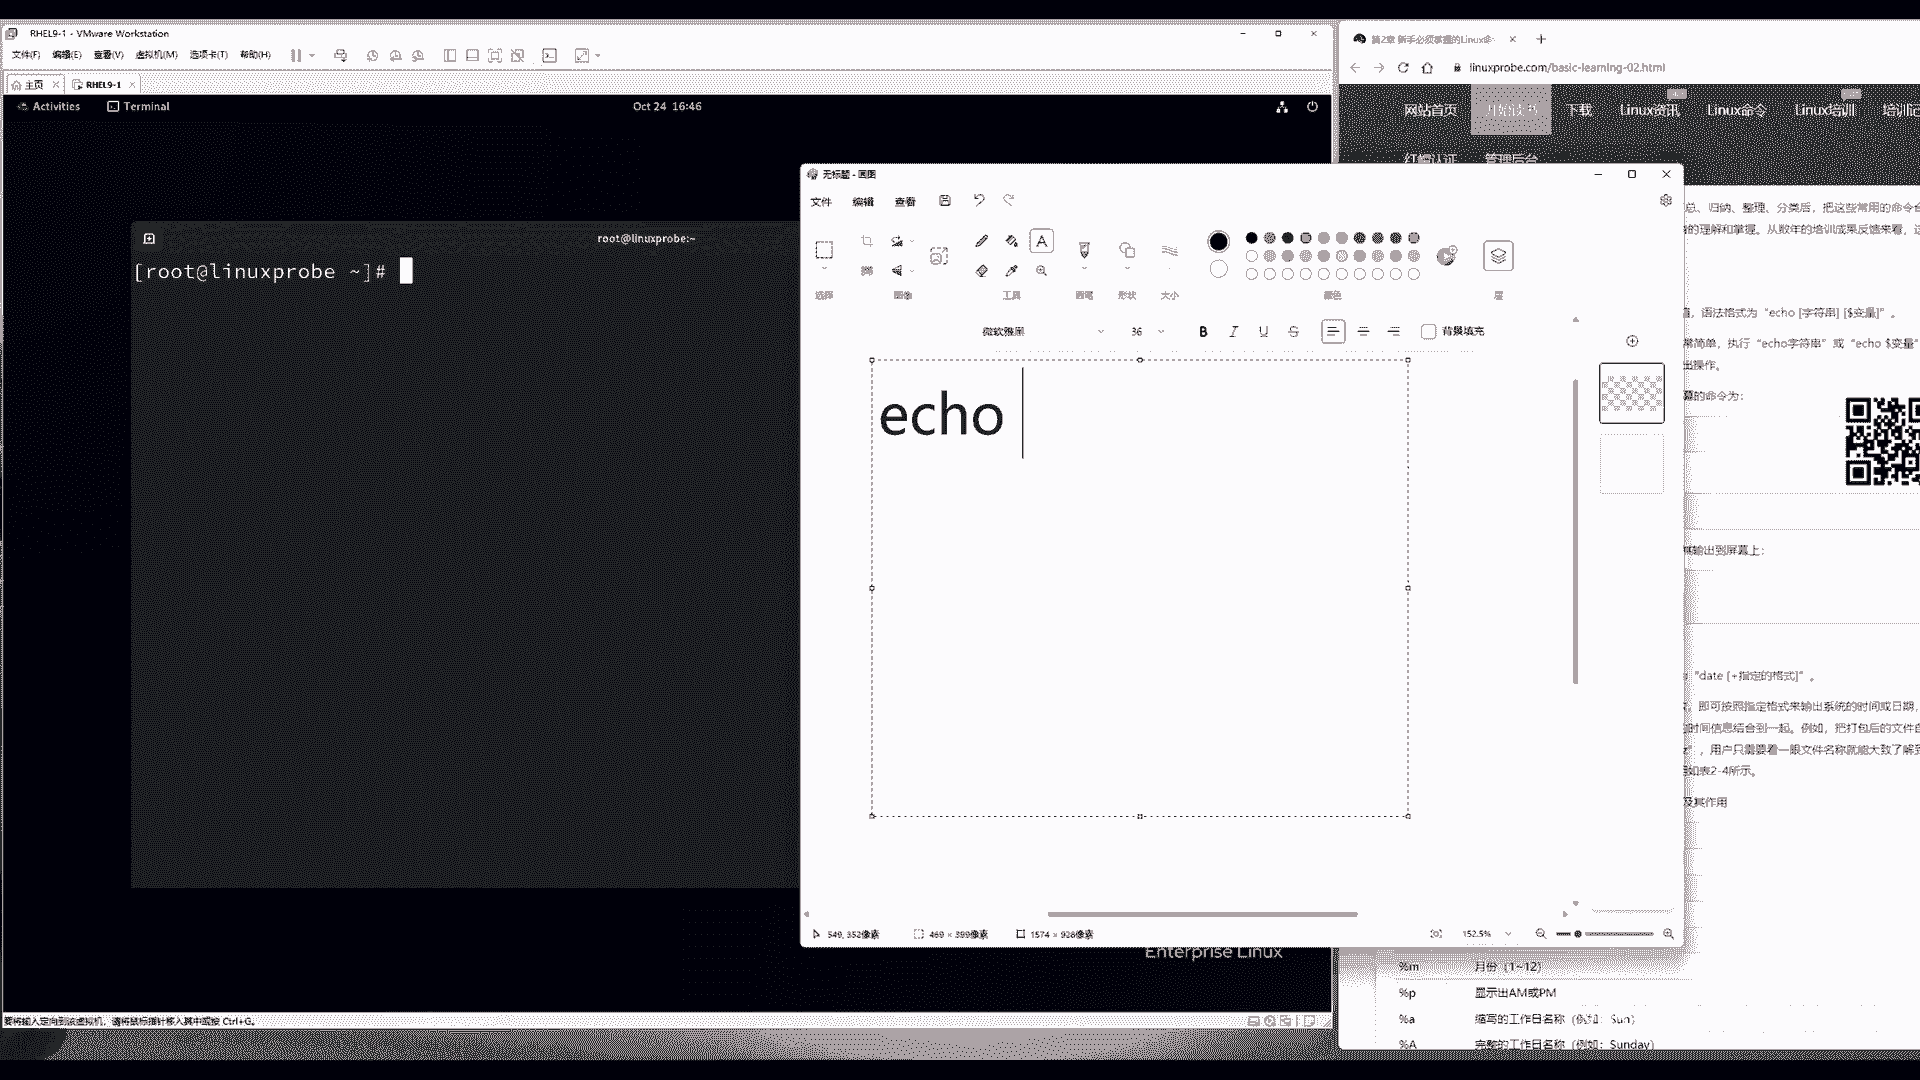 RHEL9-1 - VMware Workstation
文件(F) 编辑(E) 查看(V) 虚拟机(M) 选项卡(T) 帮助(H)
主页 RHEL9-1
Activities Terminal Oct 24 16:46
root@linuxprobe:~
[root@linuxprobe ~]#
Enterprise Linux
要将输入定向到该虚拟机，请将鼠标指针移入其中或按 Ctrl+G。
无标题 - 画图
文件 编辑 查看
选择 图像 工具 画笔 形状 大小 颜色 层
微软雅黑 36 B I U S 背景填充
echo
549, 352像素 469 × 399像素 1574 × 928像素 152.5%
第2章 新手必须掌握的Linux命
linuxprobe.com/basic-learning-02.html
网站首页 开始读书 下载 Linux资讯 Linux命令 Linux培训 培训
红帽认证 管理后台
总、归纳、整理、分类后，把这些常用的命令
的理解和掌握。从数年的培训成果反馈来看，
，语法格式为“echo [字符串] [$变量]”。
常简单，执行“echo字符串”或“echo $变量”
出操作。
的命令为：
输出到屏幕上：
“date [+指定的格式]”。
，即可按照指定格式来输出系统的时间或日期，
时间信息结合到一起。例如，把打包后的文件
”，用户只需要看一眼文件名称就能大致了解
如表2-4所示。
及其作用
%m 月份（1~12）
%p 显示出AM或PM
%a 缩写的工作日名称（例如：Sun）
%A 完整的工作日名称（例如：Sunday）